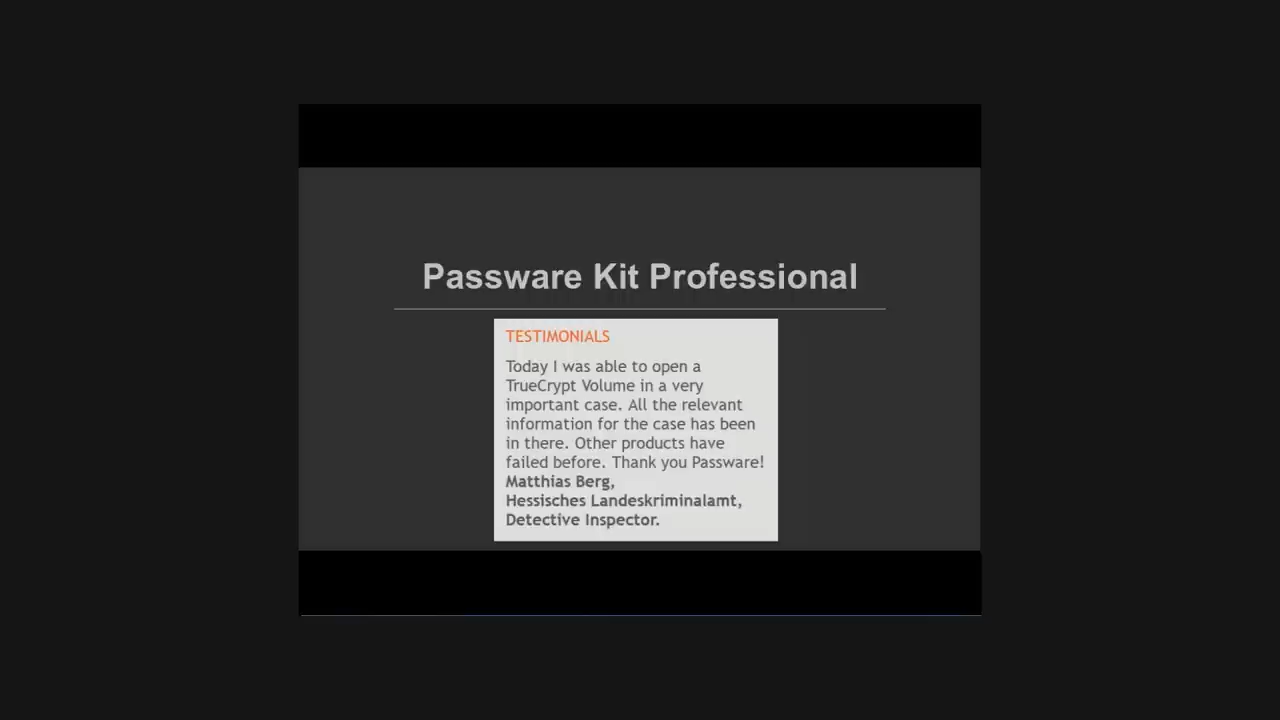 Passware Kit Professional
TESTIMONIALS
Today I was able to open a
TrueCrypt Volume in a very
important case. All the relevant
information for the case has been
in there. Other products have
failed before. Thank you Passware!
Matthias Berg,
Hessisches Landeskriminalamt,
Detective Inspector.